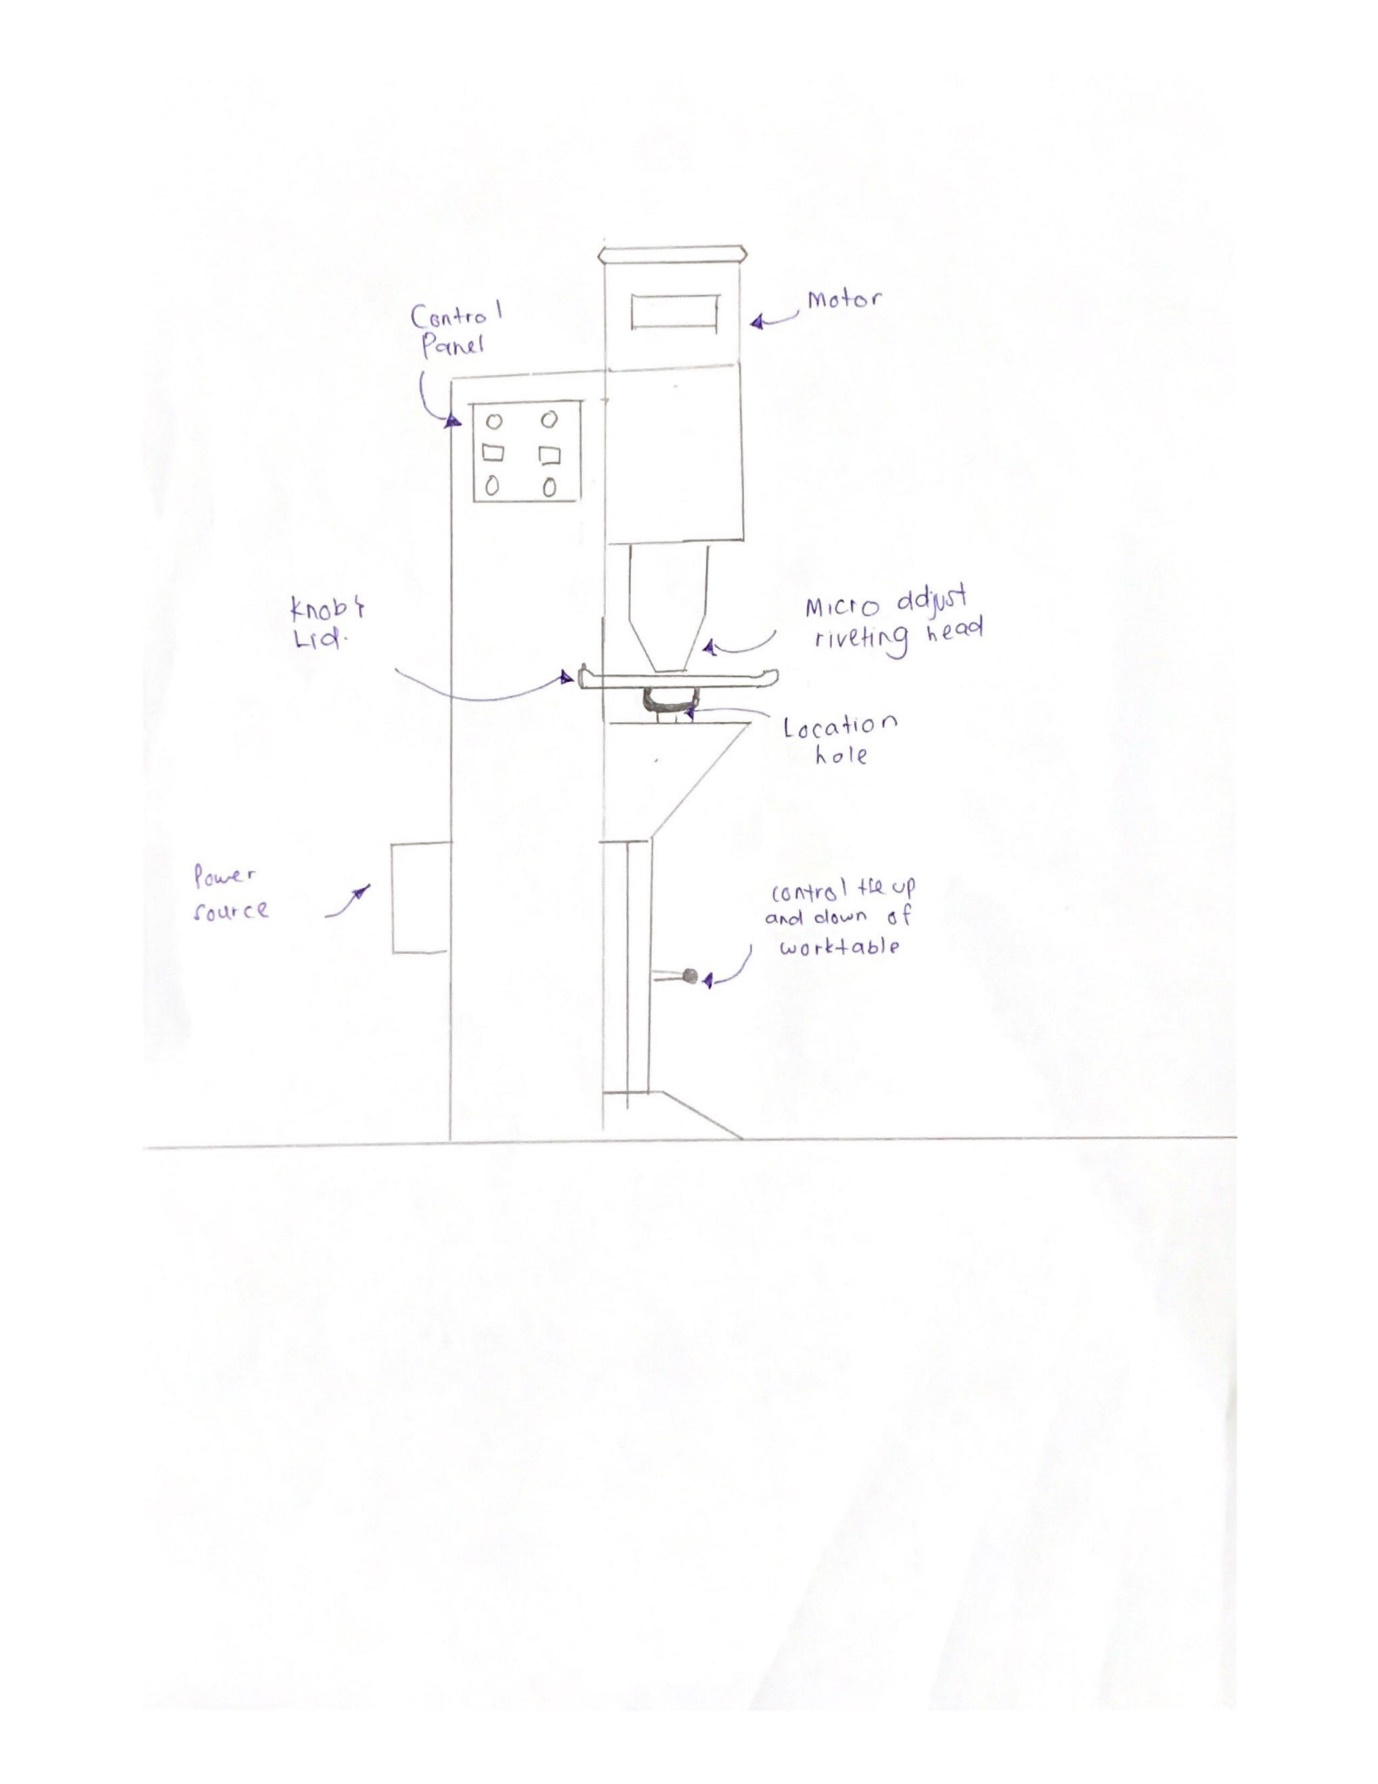 Motor
Control
Panel
Micro adjust
riveting head
Knob &
Lid.
Location
hole
Power
source
control the up
and down of
worktable